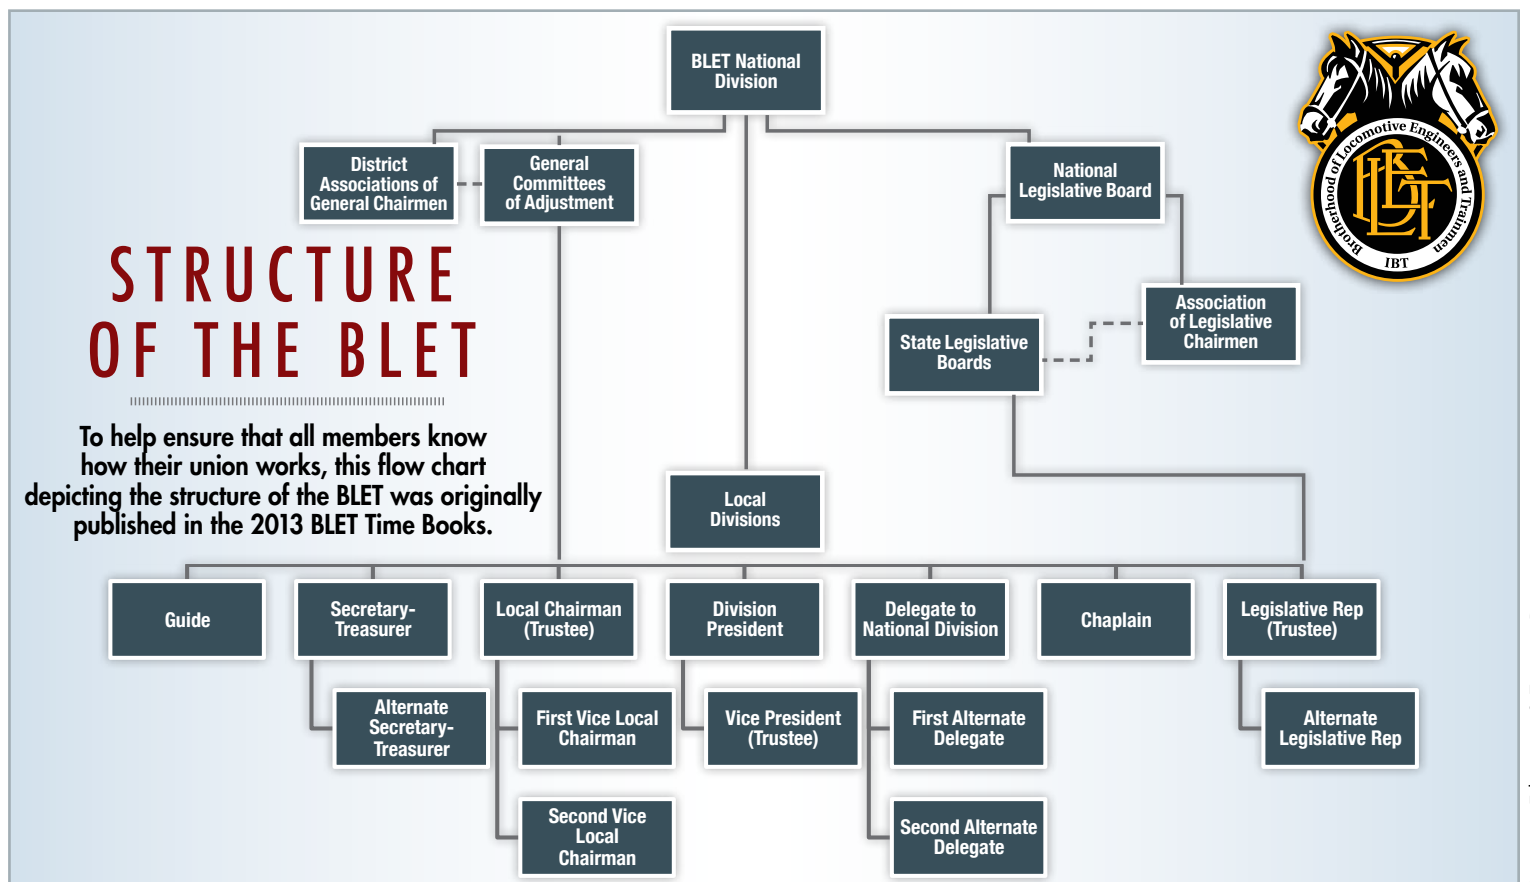 BLET National
Division
District
Associations of
General Chairmen
General
Committees
of Adjustment
National
Legislative Board
Brotherhood of Locomotive Engineers and Trainmen
BLET
IBT
STRUCTURE
OF THE BLET
To help ensure that all members know
how their union works, this flow chart
depicting the structure of the BLET was originally
published in the 2013 BLET Time Books.
State Legislative
Boards
Association
of Legislative
Chairmen
Local
Divisions
Guide
Secretary-
Treasurer
Local Chairman
(Trustee)
Division
President
Delegate to
National Division
Chaplain
Legislative Rep
(Trustee)
Alternate
Secretary-
Treasurer
First Vice Local
Chairman
Vice President
(Trustee)
First Alternate
Delegate
Alternate
Legislative Rep
Second Vice
Local
Chairman
Second Alternate
Delegate